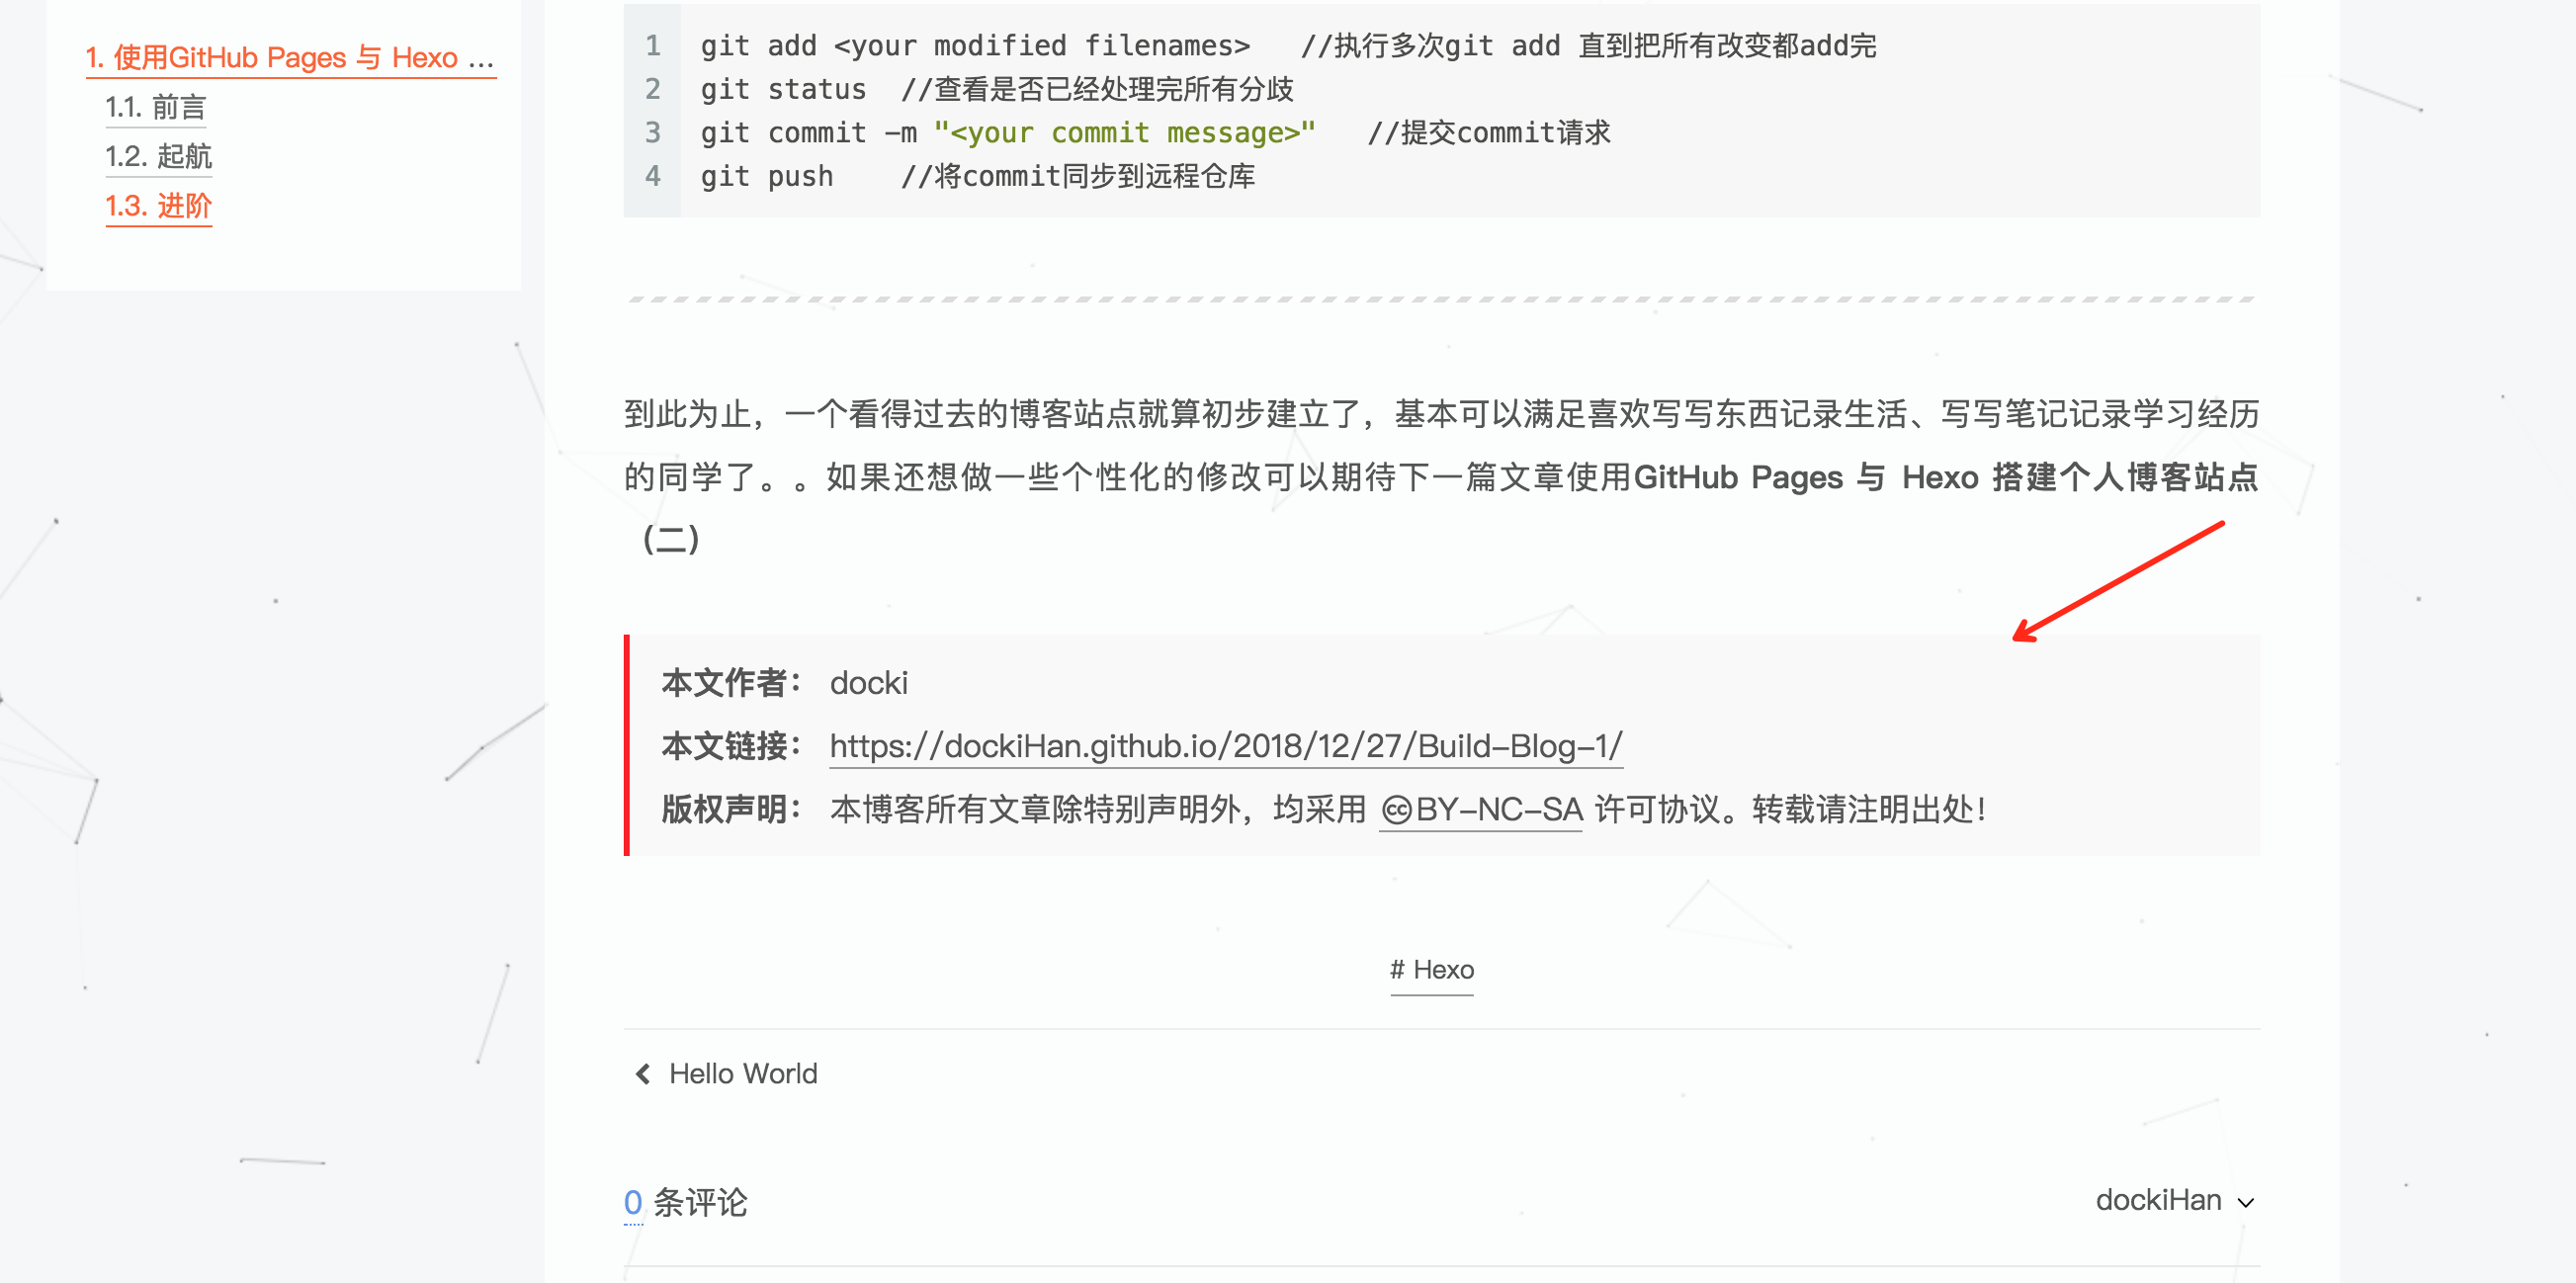 1. 使用GitHub Pages 与 Hexo ...
1.1. 前言
1.2. 起航
1.3. 进阶
1 git add <your modified filenames>   //执行多次git add 直到把所有改变都add完
2 git status  //查看是否已经处理完所有分歧
3 git commit -m "<your commit message>"   //提交commit请求
4 git push    //将commit同步到远程仓库
到此为止，一个看得过去的博客站点就算初步建立了，基本可以满足喜欢写写东西记录生活、写写笔记记录学习经历
的同学了。。如果还想做一些个性化的修改可以期待下一篇文章使用GitHub Pages 与 Hexo 搭建个人博客站点
（二）
本文作者： docki
本文链接： https://dockiHan.github.io/2018/12/27/Build-Blog-1/
版权声明： 本博客所有文章除特别声明外，均采用 🅭BY-NC-SA 许可协议。转载请注明出处！
# Hexo
Hello World
0 条评论
dockiHan